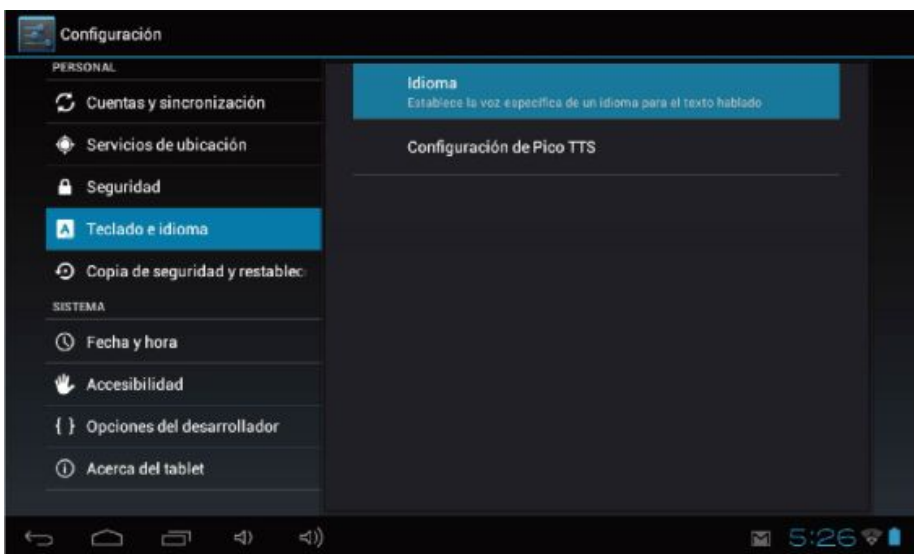 Configuración
PERSONAL
Cuentas y sincronización
Servicios de ubicación
Seguridad
Teclado e idioma
Copia de seguridad y restablec
SISTEMA
Fecha y hora
Accesibilidad
Opciones del desarrollador
Acerca del tablet
Idioma
Establece la voz específica de un idioma para el texto hablado
Configuración de Pico TTS
5:26